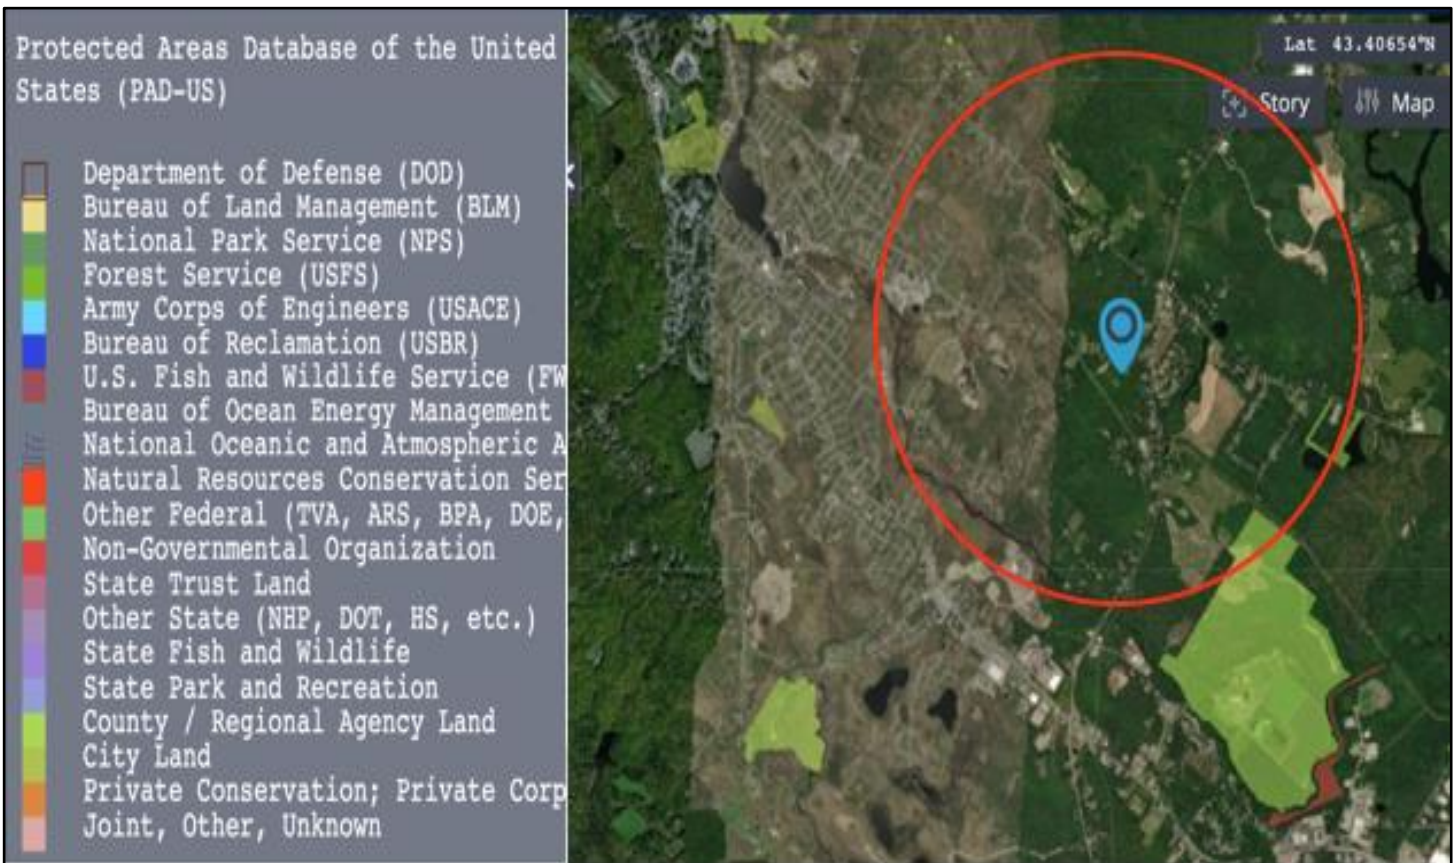 Protected Areas Database of the United
States (PAD-US)
Department of Defense (DOD)
Bureau of Land Management (BLM)
National Park Service (NPS)
Forest Service (USFS)
Army Corps of Engineers (USACE)
Bureau of Reclamation (USBR)
U.S. Fish and Wildlife Service (FW
Bureau of Ocean Energy Management
National Oceanic and Atmospheric A
Natural Resources Conservation Ser
Other Federal (TVA, ARS, BPA, DOE,
Non-Governmental Organization
State Trust Land
Other State (NHP, DOT, HS, etc.)
State Fish and Wildlife
State Park and Recreation
County / Regional Agency Land
City Land
Private Conservation; Private Corp
Joint, Other, Unknown
Lat 43.40654°N
Story
Map